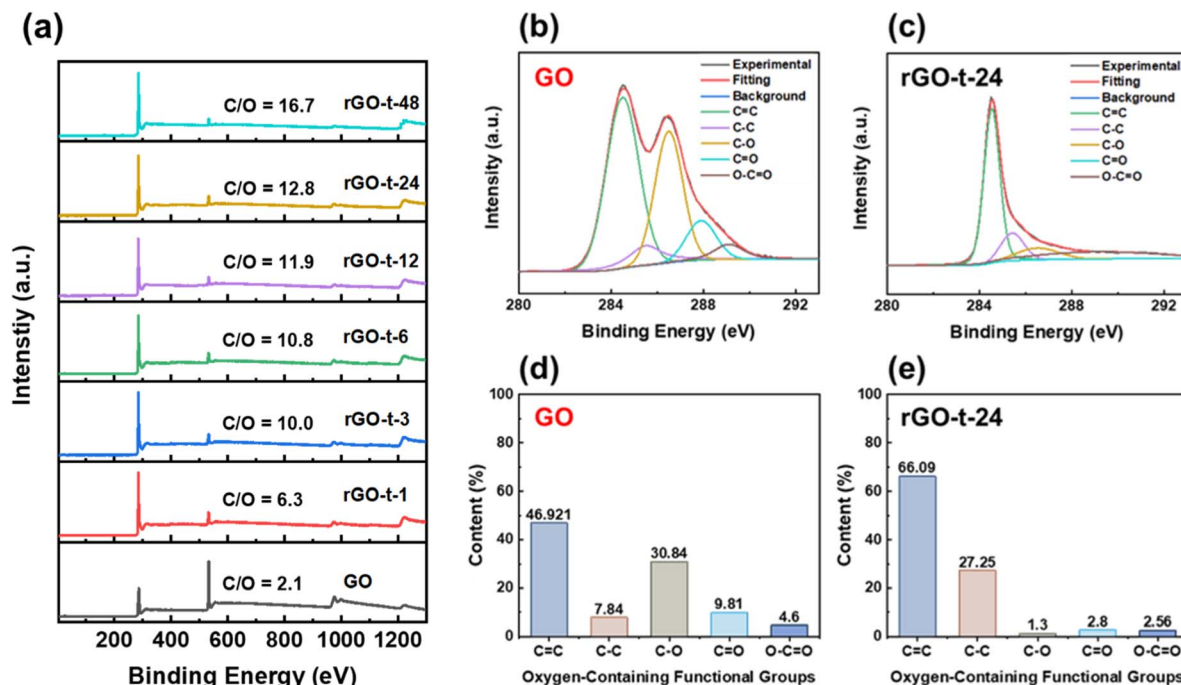 (a)
Intenstiy (a.u.)
C/O = 16.7 rGO-t-48
C/O = 12.8 rGO-t-24
C/O = 11.9 rGO-t-12
C/O = 10.8 rGO-t-6
C/O = 10.0 rGO-t-3
C/O = 6.3 rGO-t-1
C/O = 2.1 GO
200 400 600 800 1000 1200
Binding Energy (eV)
(b)
GO
Intensity (a.u.)
Experimental
Fitting
Background
C=C
C-C
C-O
C=O
O-C=O
280 284 288 292
Binding Energy (eV)
(c)
rGO-t-24
Intensity (a.u.)
Experimental
Fitting
Background
C=C
C-C
C-O
C=O
O-C=O
280 284 288 292
Binding Energy (eV)
(d)
GO
Content (%)
100
80
60
40
20
0
46.921
7.84
30.84
9.81
4.6
C=C C-C C-O C=O O-C=O
Oxygen-Containing Functional Groups
(e)
rGO-t-24
Content (%)
100
80
60
40
20
0
66.09
27.25
1.3
2.8
2.56
C=C C-C C-O C=O O-C=O
Oxygen-Containing Functional Groups